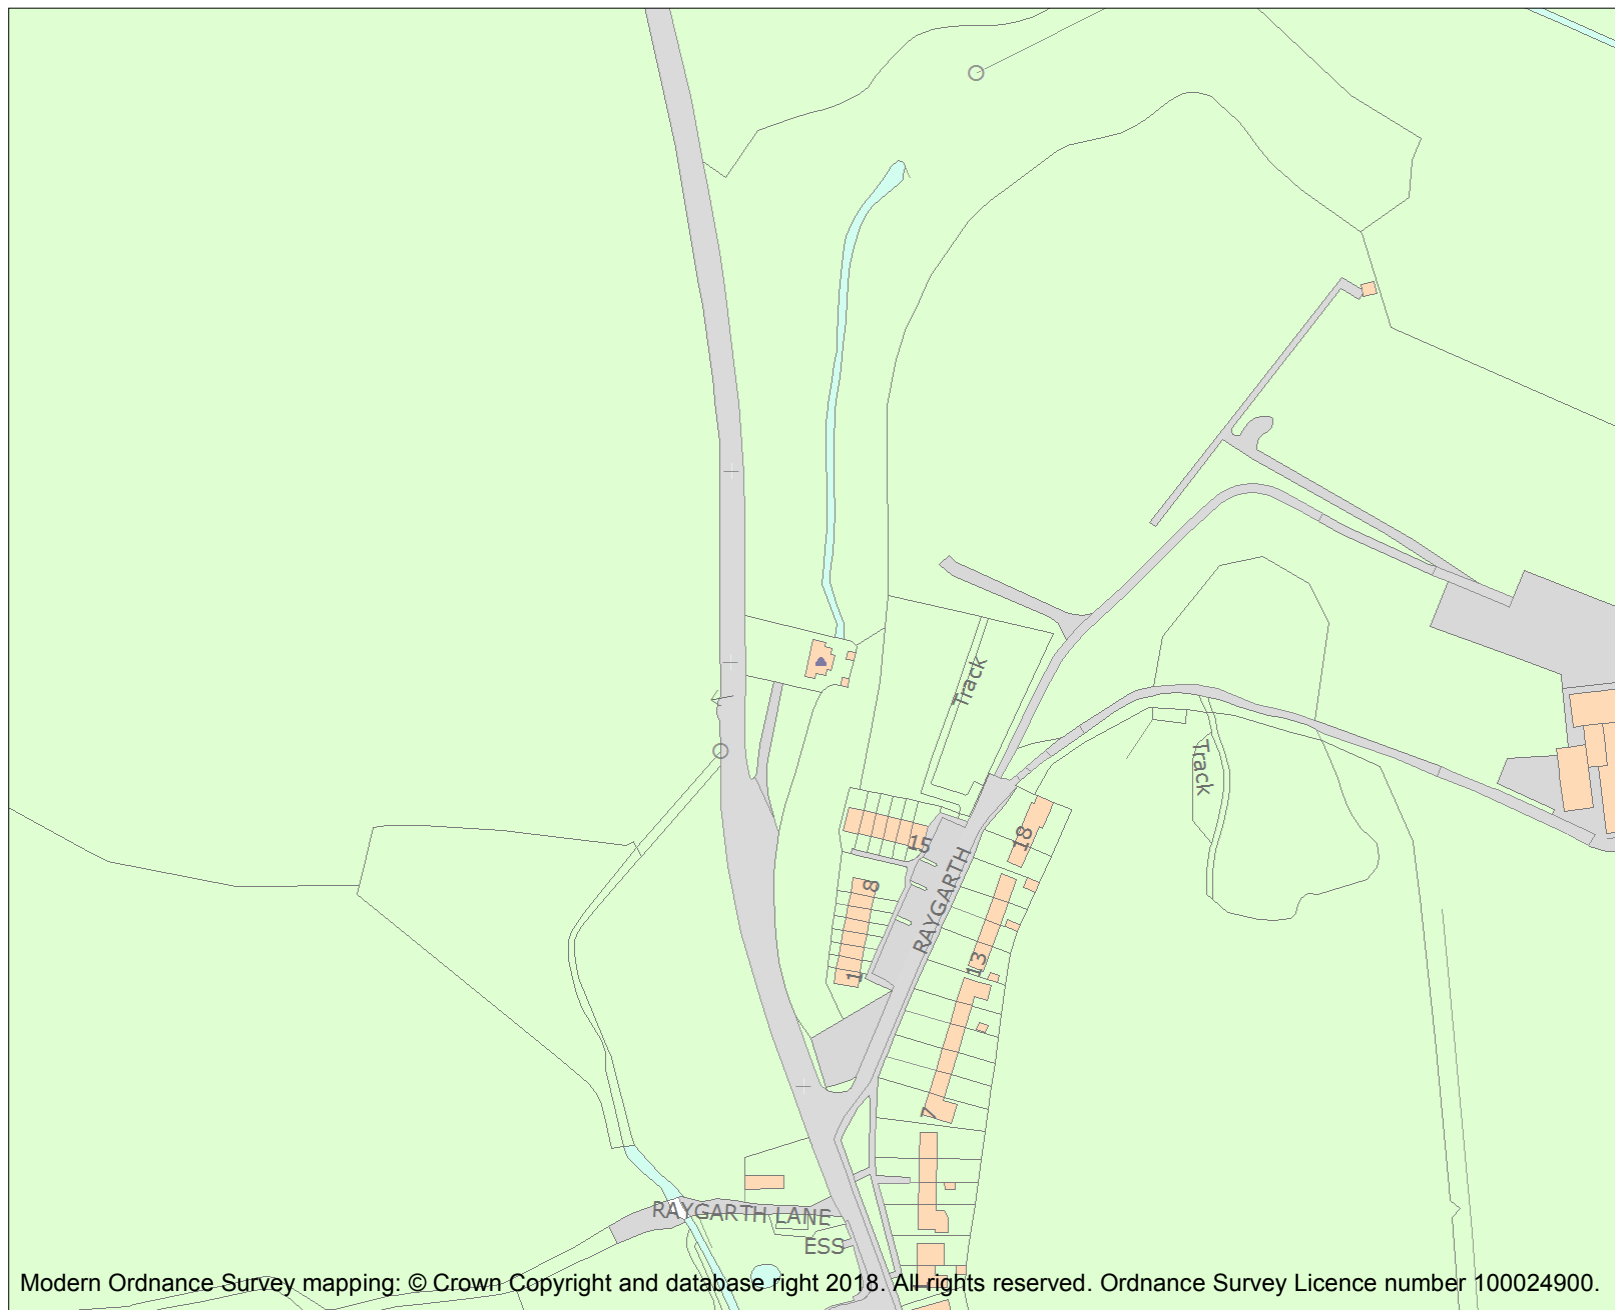 Track
Track
15
18
8
RAYGARTH
1
13
7
RAYGARTH LANE
ESS
Modern Ordnance Survey mapping: © Crown Copyright and database right 2018. All rights reserved. Ordnance Survey Licence number 100024900.